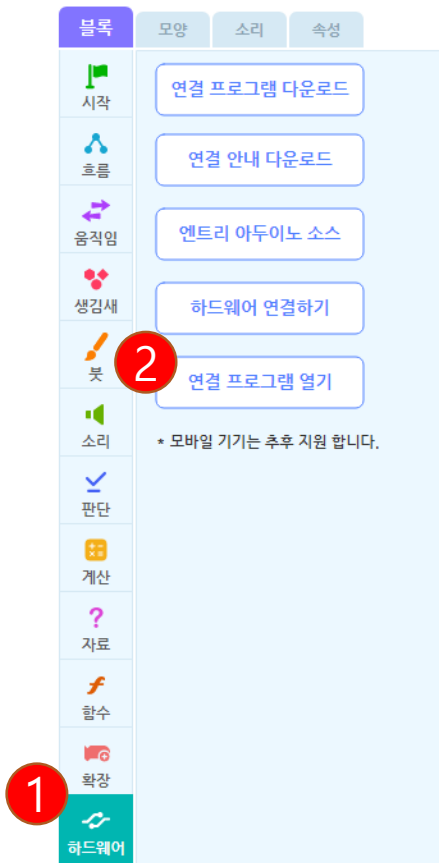 블록
모양
소리
속성
시작
흐름
움직임
생김새
붓
소리
판단
계산
자료
함수
확장
하드웨어
1
연결 프로그램 다운로드
연결 안내 다운로드
엔트리 아두이노 소스
하드웨어 연결하기
2
연결 프로그램 열기
* 모바일 기기는 추후 지원 합니다.